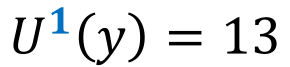 U¹(y) = 13